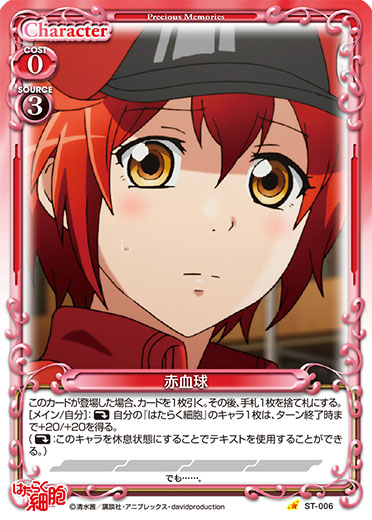 Precious Memories
Character
COST
0
SOURCE
3
赤血球
このカードが登場した場合、カードを1枚引く。その後、手札1枚を捨て札にする。
[メイン/自分]: 自分の『はたらく細胞』のキャラ1枚は、ターン終了時ま
で+20/+20を得る。
( :このキャラを休息状態にすることでテキストを使用することができ
る。)
でも……。
はたらく
細胞
©清水茜/講談社・アニプレックス・davidproduction
ST-006